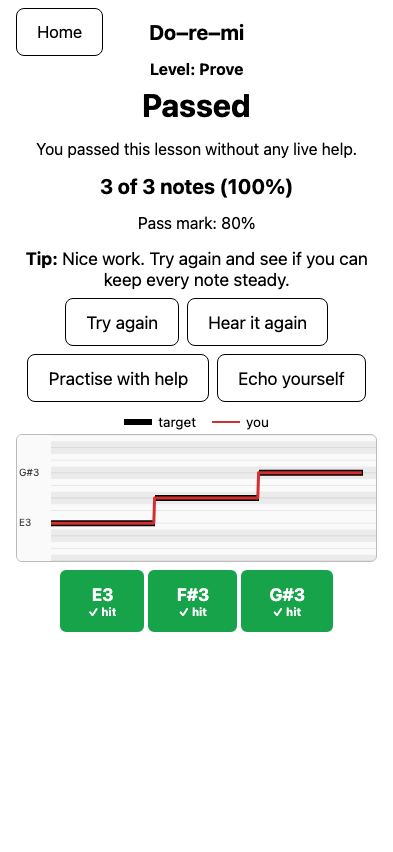 Home
Do–re–mi
Level: Prove
Passed
You passed this lesson without any live help.
3 of 3 notes (100%)
Pass mark: 80%
Tip: Nice work. Try again and see if you can
keep every note steady.
Try again
Hear it again
Practise with help
Echo yourself
target
you
G#3
E3
E3
F#3
G#3
✓ hit
✓ hit
✓ hit